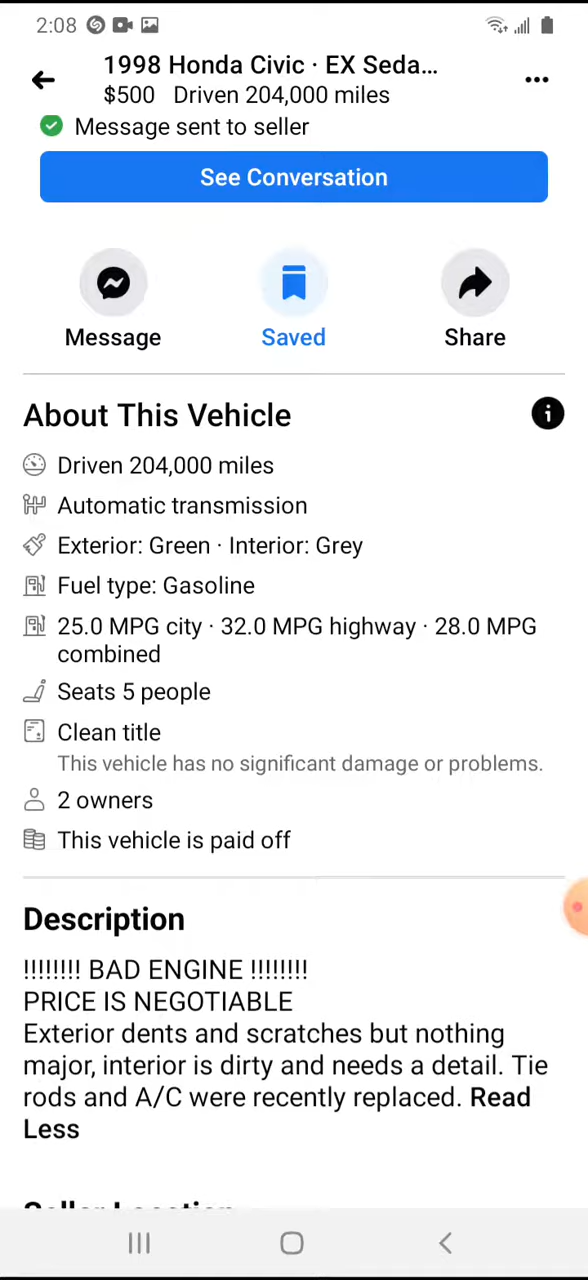 2:08
1998 Honda Civic · EX Seda...
$500 Driven 204,000 miles
Message sent to seller
See Conversation
Message Saved Share
About This Vehicle
Driven 204,000 miles
Automatic transmission
Exterior: Green · Interior: Grey
Fuel type: Gasoline
25.0 MPG city · 32.0 MPG highway · 28.0 MPG
combined
Seats 5 people
Clean title
This vehicle has no significant damage or problems.
2 owners
This vehicle is paid off
Description
!!!!!!!! BAD ENGINE !!!!!!!!
PRICE IS NEGOTIABLE
Exterior dents and scratches but nothing
major, interior is dirty and needs a detail. Tie
rods and A/C were recently replaced. Read
Less
Seller Location